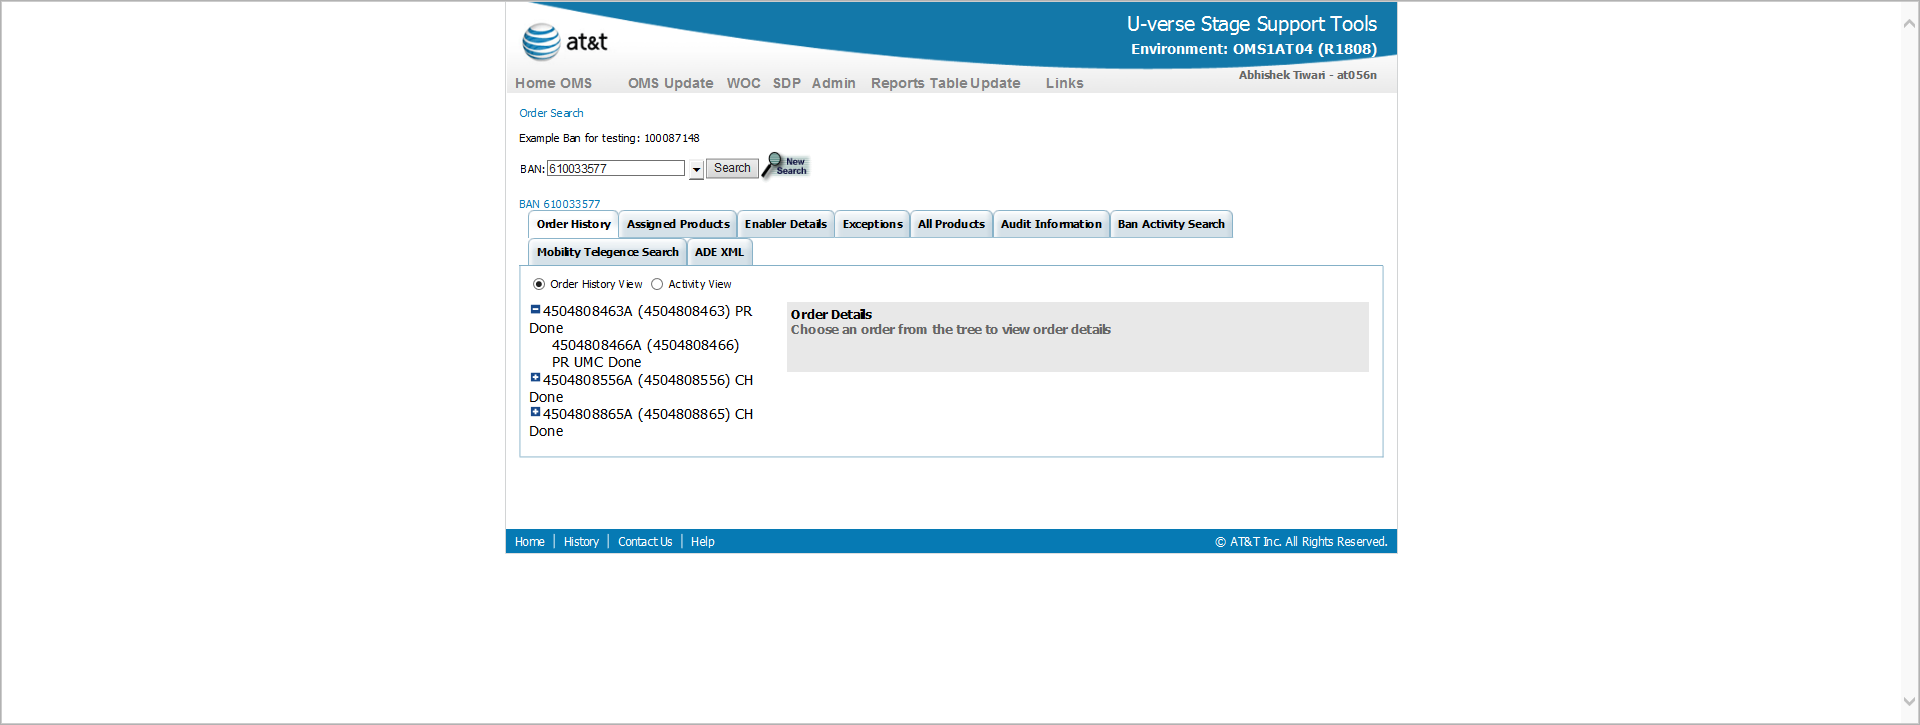 U-verse Stage Support Tools
at&t
Environment: OMS1AT04 (R1808)
Abhishek Tiwari - at056n
Home OMS OMS Update WOC SDP Admin Reports Table Update Links
Order Search
Example Ban for testing: 100087148
BAN: 610033577 Search New Search
BAN 610033577
Order History Assigned Products Enabler Details Exceptions All Products Audit Information Ban Activity Search
Mobility Telegence Search ADE XML
Order History View Activity View
4504808463A (4504808463) PR
Done
4504808466A (4504808466)
PR UMC Done
4504808556A (4504808556) CH
Done
4504808865A (4504808865) CH
Done
Order Details
Choose an order from the tree to view order details
Home | History | Contact Us | Help
© AT&T Inc. All Rights Reserved.